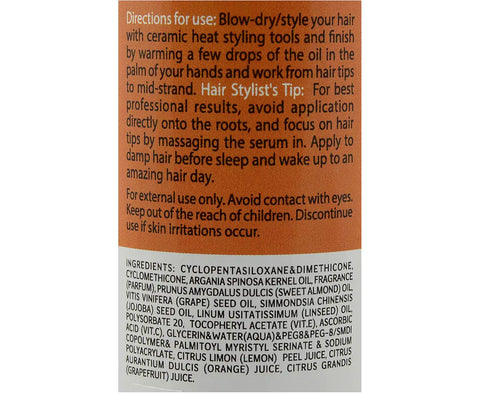 Directions for use: Blow-dry/style your hair
with ceramic heat styling tools and finish
by warming a few drops of the oil in the
palm of your hands and work from hair tips
to mid-strand. Hair Stylist's Tip: For best
professional results, avoid application
directly onto the roots, and focus on hair
tips by massaging the serum in. Apply to
damp hair before sleep and wake up to an
amazing hair day.
For external use only. Avoid contact with eyes.
Keep out of the reach of children. Discontinue
use if skin irritations occur.
INGREDIENTS: CYCLOPENTASILOXANE&DIMETHICONE,
CYCLOMETHICONE, ARGANIA SPINOSA KERNEL OIL, FRAGRANCE
(PARFUM), PRUNUS AMYGDALUS DULCIS (SWEET ALMOND) OIL,
VITIS VINIFERA (GRAPE) SEED OIL, SIMMONDSIA CHINENSIS
(JOJOBA) SEED OIL, LINUM USITATISSIMUM (LINSEED) OIL,
POLYSORBATE 20, TOCOPHERYL ACETATE (VIT.E), ASCORBIC
ACID (VIT.C), GLYCERIN&WATER(AQUA)&PEG8&PEG-8/SMDI
COPOLYMER& PALMITOYL MYRISTYL SERINATE & SODIUM
POLYACRYLATE, CITRUS LIMON (LEMON) PEEL JUICE, CITRUS
AURANTIUM DULCIS (ORANGE) JUICE, CITRUS GRANDIS
(GRAPEFRUIT) JUICE.